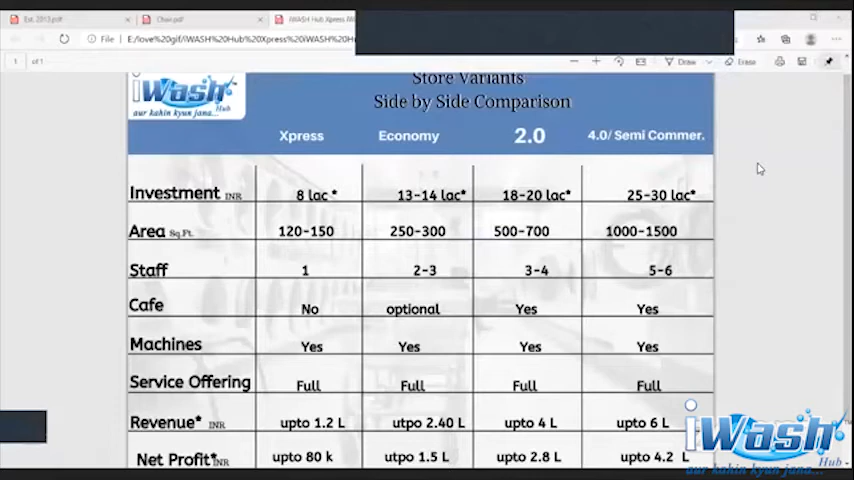 Est. 2013.pdf
Chair.pdf
iWASH Hub Xpress
File E:/love%20gif/iWASH%20Hub%20Xpress%20iWASH%20H
1 of 1 Draw Erase
iWash Hub
aur kahin kyun jana...
Store Variants
Side by Side Comparison
Xpress Economy 2.0 4.0/ Semi Commer.
Investment INR 8 lac * 13-14 lac* 18-20 lac* 25-30 lac*
Area Sq.Ft. 120-150 250-300 500-700 1000-1500
Staff 1 2-3 3-4 5-6
Cafe No optional Yes Yes
Machines Yes Yes Yes Yes
Service Offering Full Full Full Full
Revenue* INR upto 1.2 L utpo 2.40 L upto 4 L upto 6 L
Net Profit* INR upto 80 k utpo 1.5 L upto 2.8 L upto 4.2 L
iWash Hub
aur kahin kyun jana...